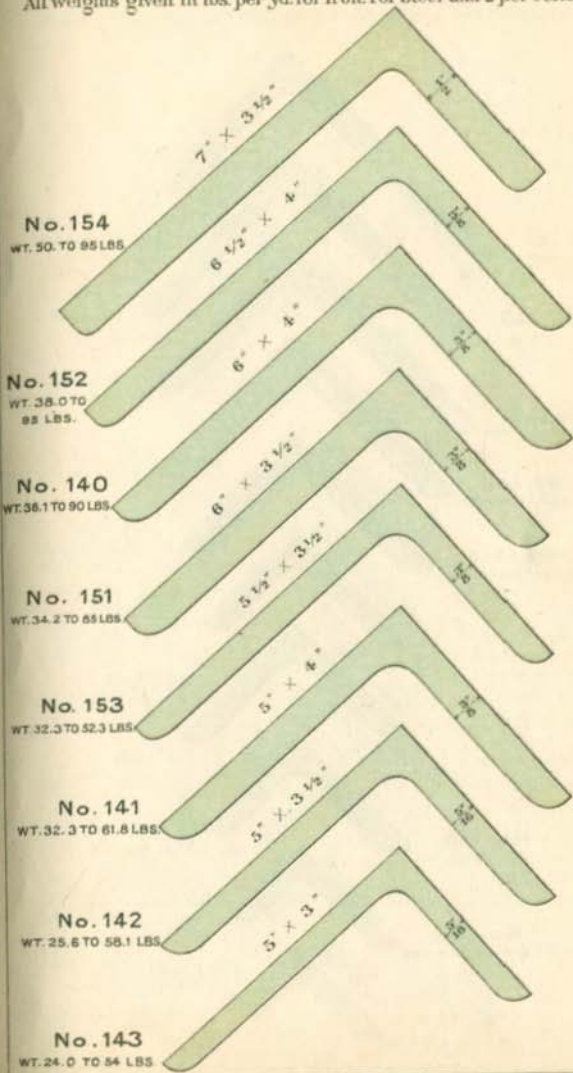 All weights given in lbs. per yd. for iron. For steel add 2 per cent
7" × 3 ½"
No. 154
WT. 50. TO 95 LBS.
6 ½" × 4"
No. 152
WT. 38.0 TO
95 LBS.
6" × 4"
No. 140
WT. 36.1 TO 90 LBS.
6" × 3 ½"
No. 151
WT. 34.2 TO 85 LBS.
5 ½" × 3 ½"
No. 153
WT. 32.3 TO 52.3 LBS.
5" × 4"
No. 141
WT. 32.3 TO 61.8 LBS.
5" × 3 ½"
No. 142
WT. 25.6 TO 58.1 LBS.
5" × 3"
No. 143
WT. 24.0 TO 54 LBS.